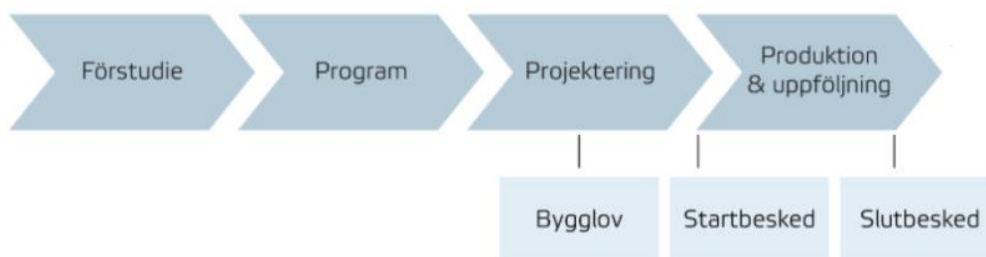 Förstudie
Program
Projektering
Produktion
& uppföljning
Bygglov
Startbesked
Slutbesked